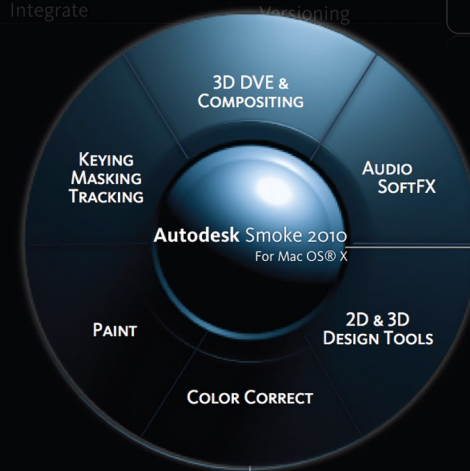 Integrate
Versioning
3D DVE &
COMPOSITING
KEYING
MASKING
TRACKING
AUDIO
SOFTFX
Autodesk Smoke 2010
For Mac OS® X
PAINT
2D & 3D
DESIGN TOOLS
COLOR CORRECT